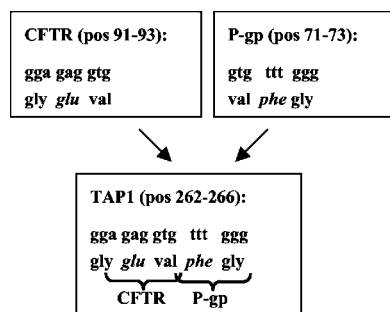 CFTR (pos 91-93):
gga gag gtg
gly glu val
P-gp (pos 71-73):
gtg ttt ggg
val phe gly
TAP1 (pos 262-266):
gga gag gtg ttt ggg
gly glu val phe gly
CFTR P-gp